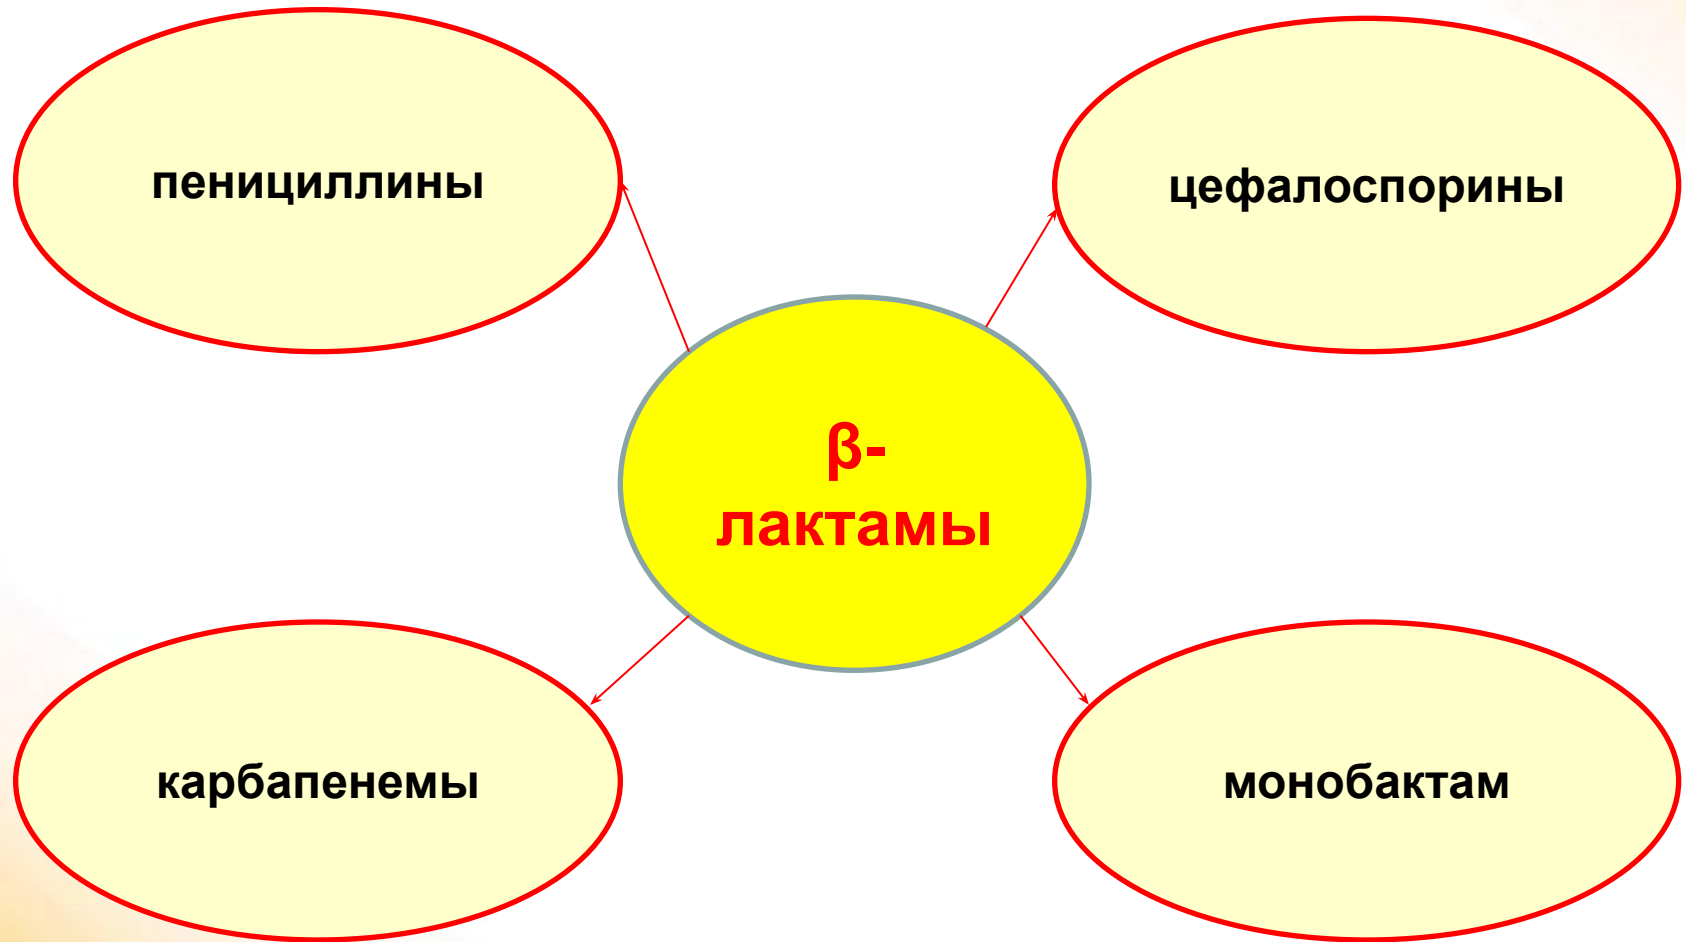 пенициллины
цефалоспорины
β-
лактамы
карбапенемы
монобактам